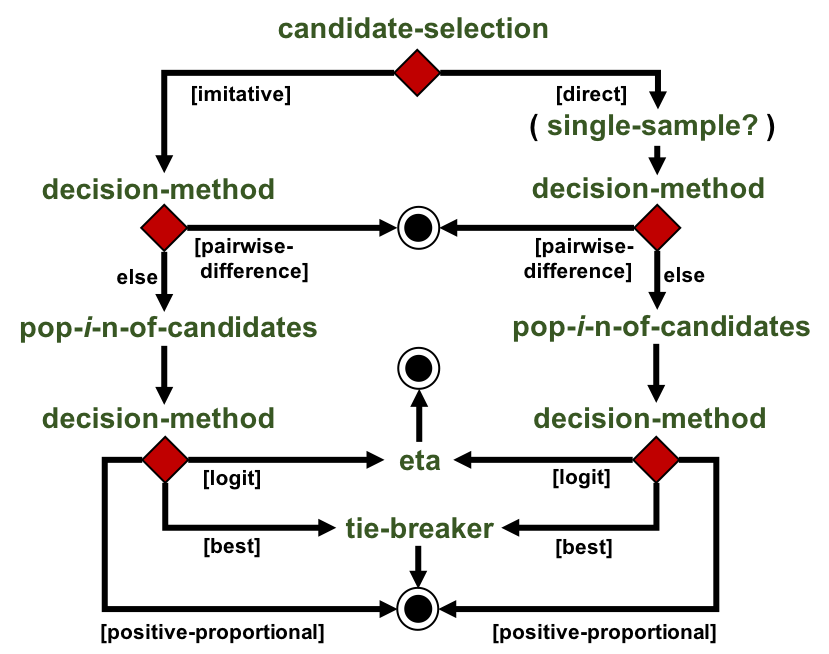 candidate-selection
[imitative]
[direct]
( single-sample? )
decision-method
decision-method
[pairwise-
difference]
[pairwise-
difference]
else
else
pop-i-n-of-candidates
pop-i-n-of-candidates
decision-method
decision-method
eta
[logit]
[logit]
tie-breaker
[best]
[best]
[positive-proportional]
[positive-proportional]